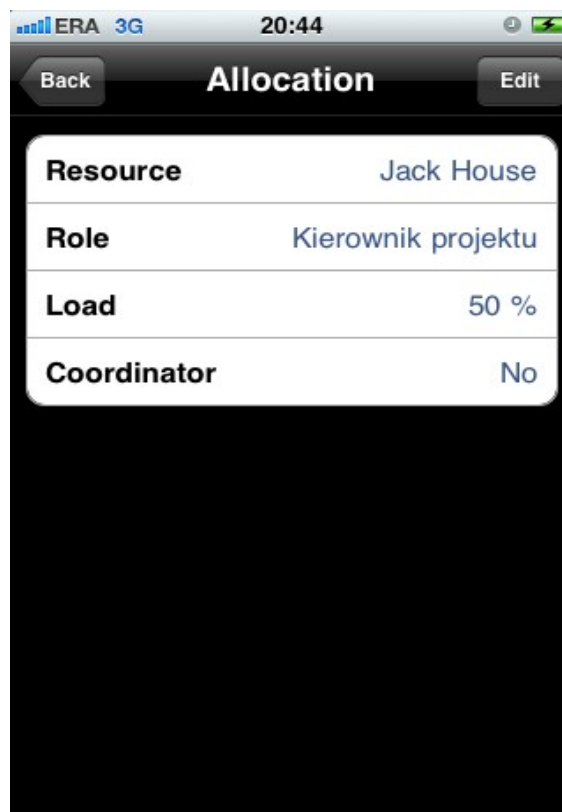 ERA 3G 20:44
Back Allocation Edit
Resource Jack House
Role Kierownik projektu
Load 50 %
Coordinator No